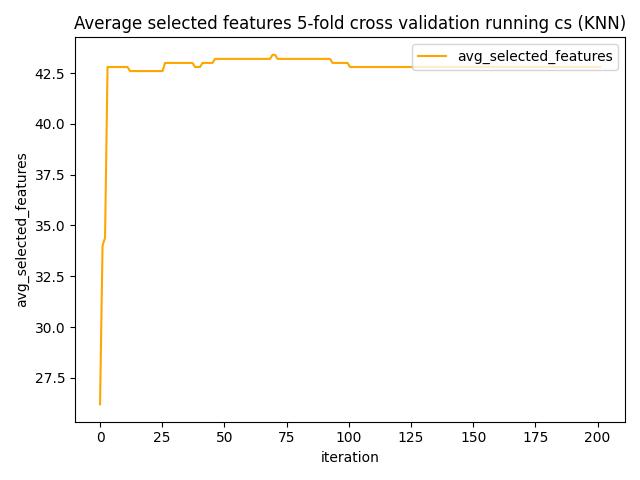 Average selected features 5-fold cross validation running cs (KNN)
avg_selected_features
42.5
40.0
37.5
35.0
32.5
30.0
27.5
avg_selected_features
0 25 50 75 100 125 150 175 200
iteration